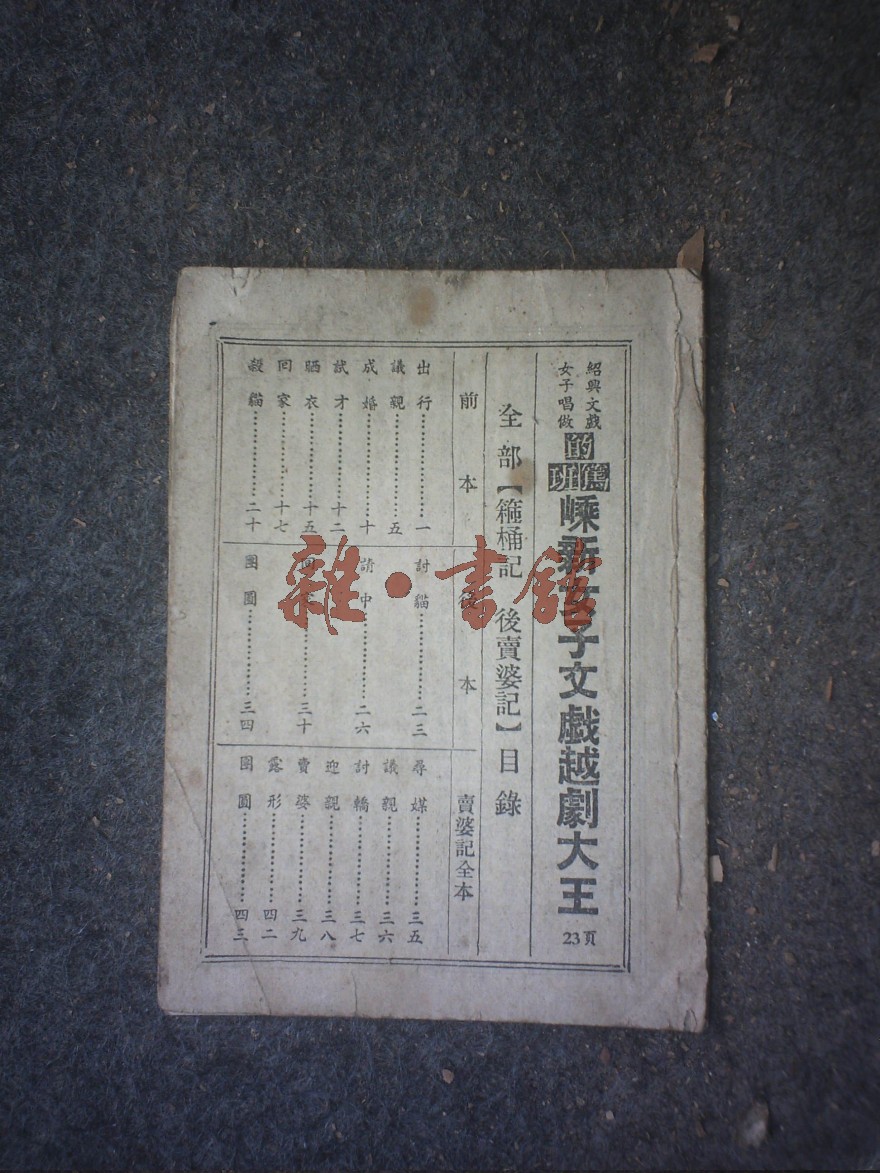 紹興文戲
女子唱做
的篤班
嵊新女子文戲越劇大王
23頁
全部【箍桶記 後賣婆記】目錄
前本
出行一
議親五
成婚十
試才十二
晒衣十五
回家十七
殺貓二十
後本
討貓二三
請中二六
三十
團圓三四
賣婆記全本
尋媒三五
議親三六
討轎三七
迎親三八
賣婆三九
露形四二
團圓四三
雜·書館